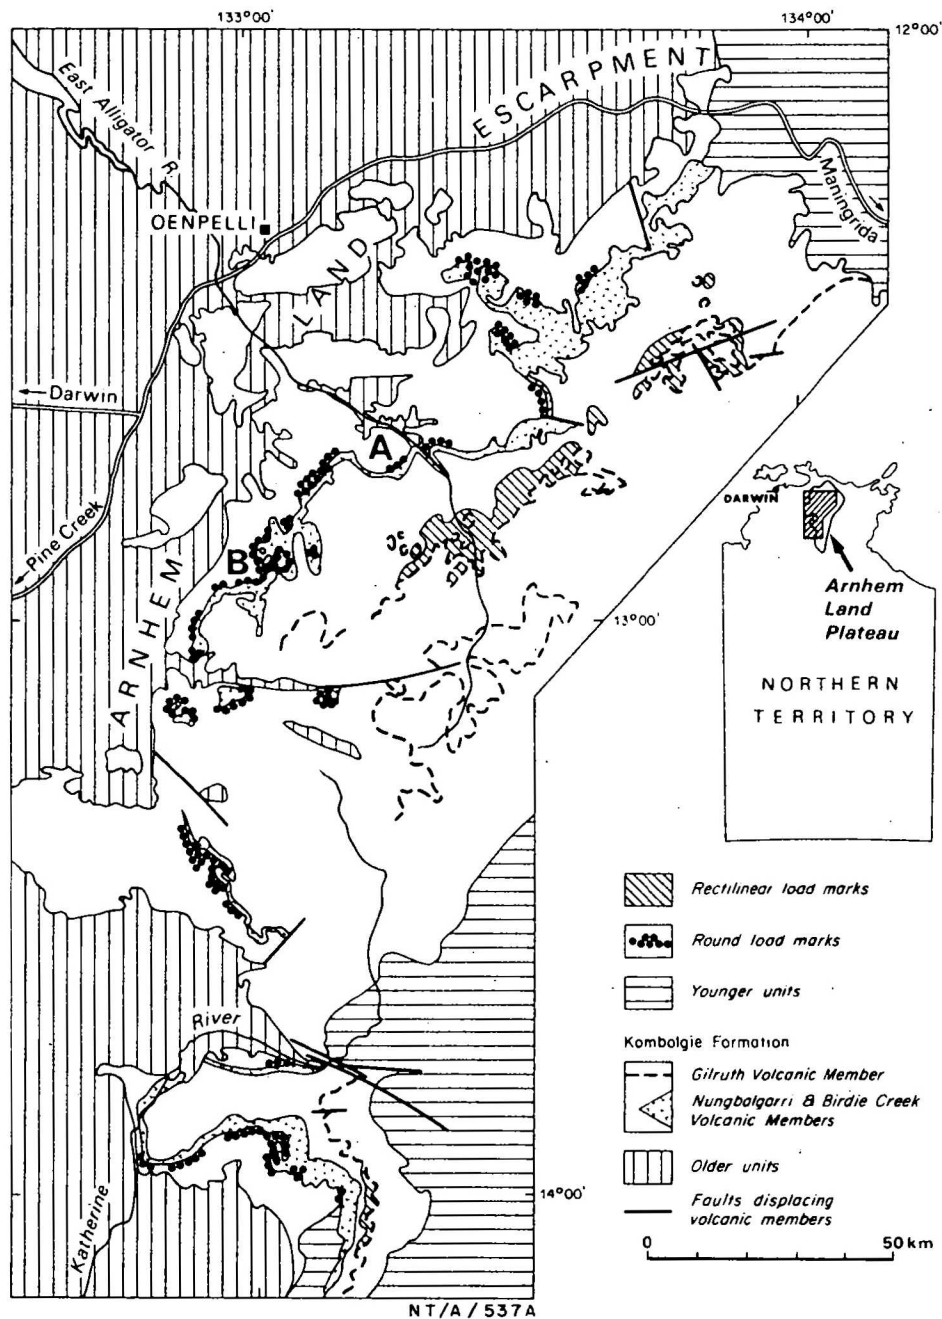 133°00'
134°00'
12°00'
East Alligator R.
ESCARPMENT
Maningrida
OENPELLI
LAND
Darwin
A
Pine Creek
B
ARNHEM
DARWIN
Arnhem
Land
Plateau
13°00'
NORTHERN
TERRITORY
Rectilinear load marks
Round load marks
Younger units
Kombolgie Formation
Gilruth Volcanic Member
Nungbalgarri & Birdie Creek
Volcanic Members
Older units
Faults displacing
volcanic members
0 50 km
River
Katherine
14°00'
NT/A/537A